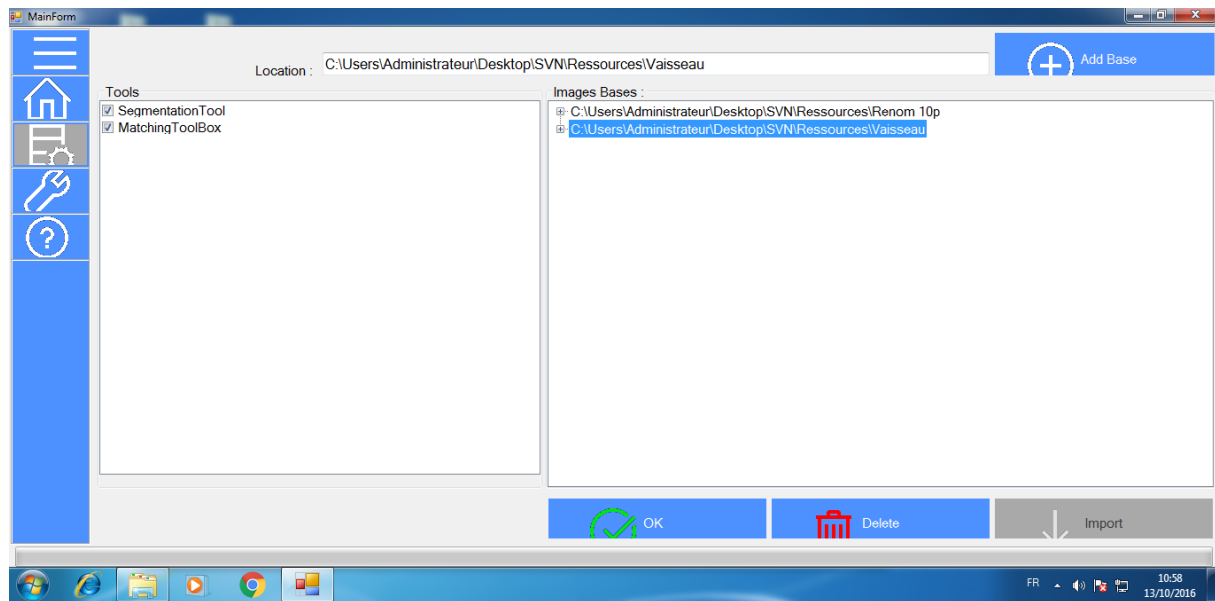 MainForm
Location :
C:\Users\Administrateur\Desktop\SVN\Ressources\Vaisseau
Add Base
Tools
SegmentationTool
MatchingToolBox
Images Bases :
C:\Users\Administrateur\Desktop\SVN\Ressources\Renom 10p
C:\Users\Administrateur\Desktop\SVN\Ressources\Vaisseau
OK
Delete
Import
FR
10:58
13/10/2016